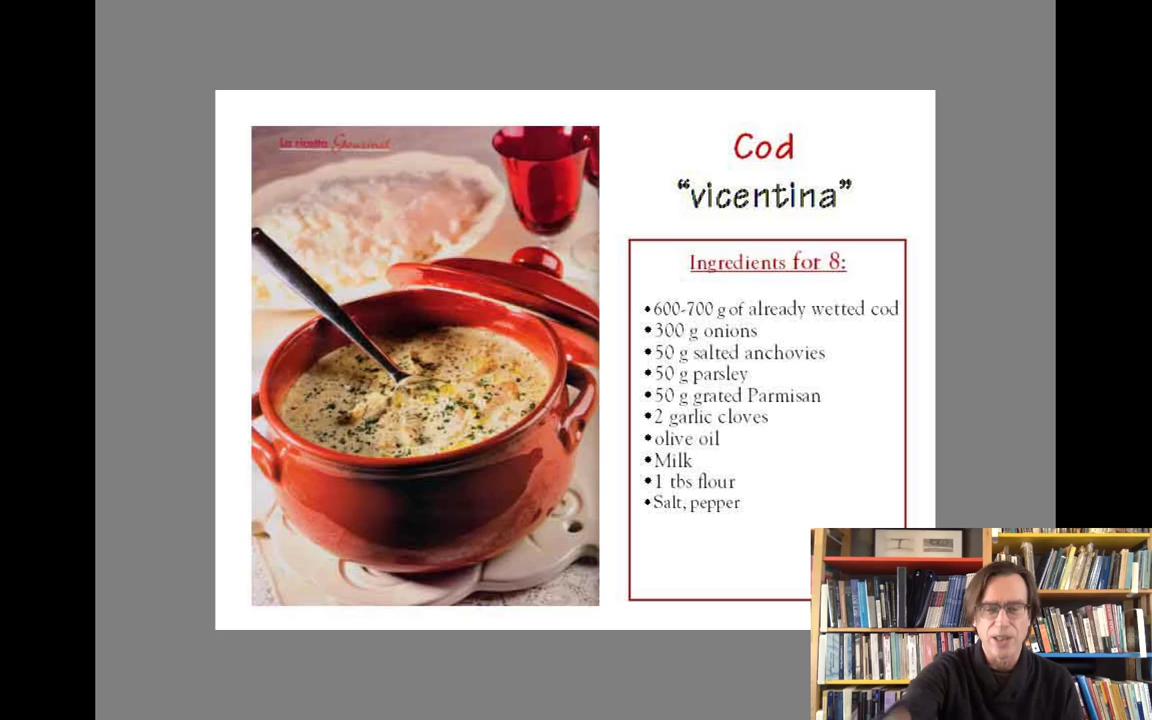 La ricetta Gourmet
Cod
“vicentina”
Ingredients for 8:
•600-700 g of already wetted cod
•300 g onions
•50 g salted anchovies
•50 g parsley
•50 g grated Parmisan
•2 garlic cloves
•olive oil
•Milk
•1 tbs flour
•Salt, pepper